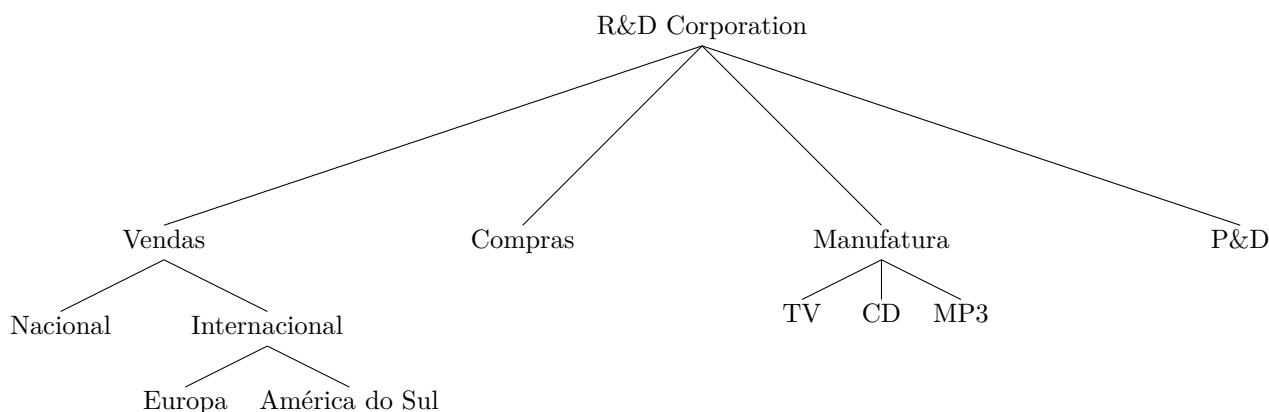 R&D Corporation
Vendas Compras Manufatura P&D
Nacional Internacional TV CD MP3
Europa América do Sul